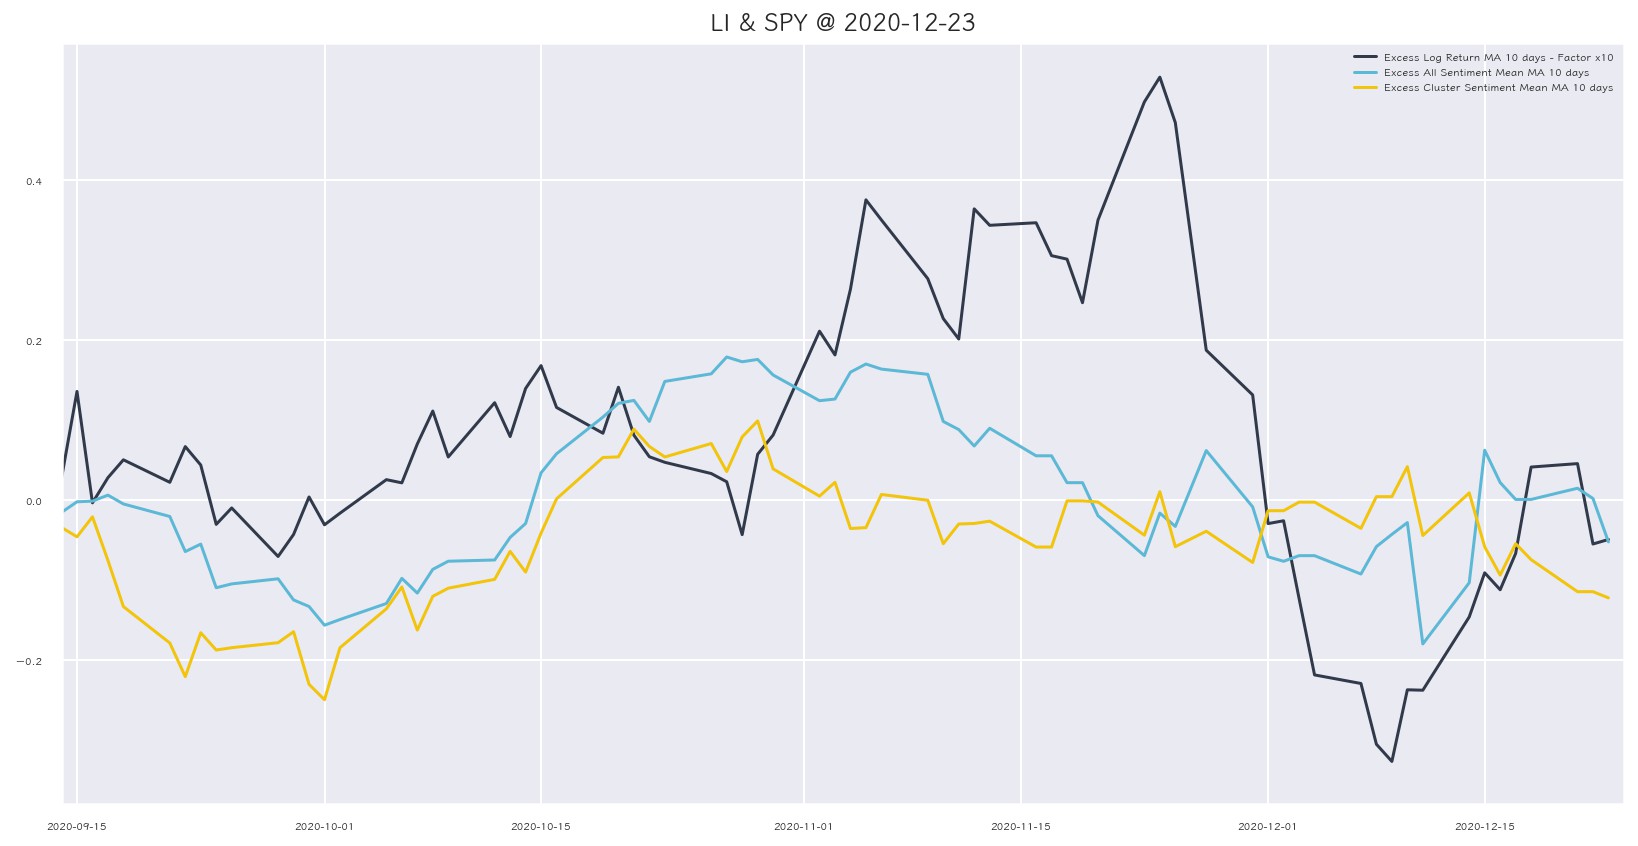 LI & SPY @ 2020-12-23
Excess Log Return MA 10 days - Factor x10
Excess All Sentiment Mean MA 10 days
Excess Cluster Sentiment Mean MA 10 days
0.4
0.2
0.0
−0.2
2020-09-15 2020-10-01 2020-10-15 2020-11-01 2020-11-15 2020-12-01 2020-12-15